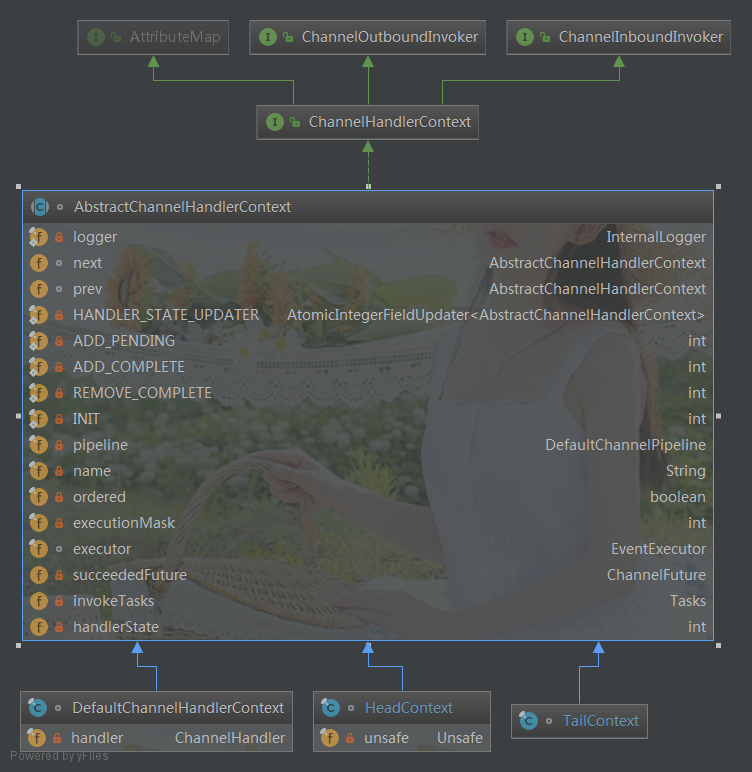 AttributeMap
ChannelOutboundInvoker
ChannelInboundInvoker
ChannelHandlerContext
AbstractChannelHandlerContext
logger InternalLogger
next AbstractChannelHandlerContext
prev AbstractChannelHandlerContext
HANDLER_STATE_UPDATER AtomicIntegerFieldUpdater<AbstractChannelHandlerContext>
ADD_PENDING int
ADD_COMPLETE int
REMOVE_COMPLETE int
INIT int
pipeline DefaultChannelPipeline
name String
ordered boolean
executionMask int
executor EventExecutor
succeededFuture ChannelFuture
invokeTasks Tasks
handlerState int
DefaultChannelHandlerContext
handler ChannelHandler
HeadContext
unsafe Unsafe
TailContext
Powered by yFiles